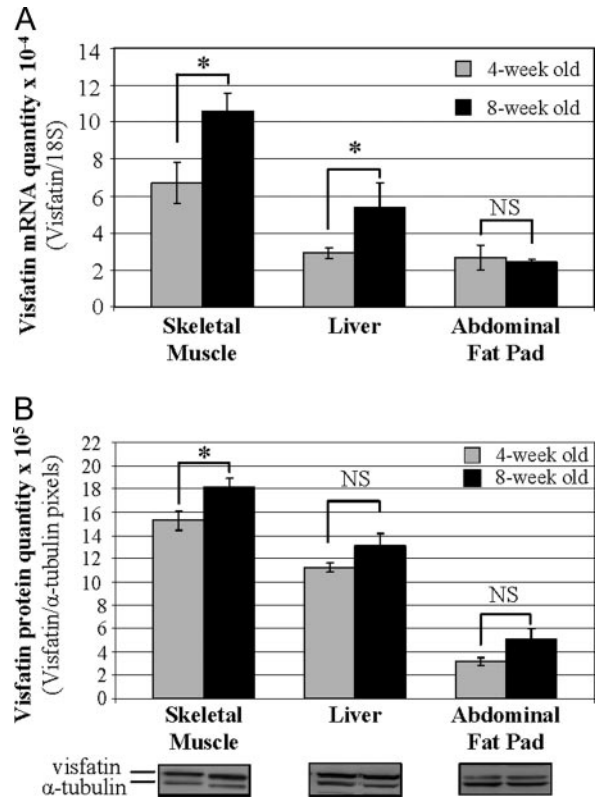 A
Visfatin mRNA quantity x 10⁻⁴
(Visfatin/18S)
14
12
10
8
6
4
2
0
4-week old
8-week old
*
*
NS
Skeletal
Muscle
Liver
Abdominal
Fat Pad
B
Visfatin protein quantity x 10⁵
(Visfatin/α-tubulin pixels)
22
20
18
16
14
12
10
8
6
4
2
0
4-week old
8-week old
*
NS
NS
Skeletal
Muscle
Liver
Abdominal
Fat Pad
visfatin
α-tubulin